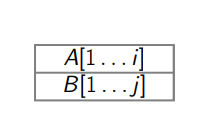 A[1 . . . i]
B[1 . . . j]